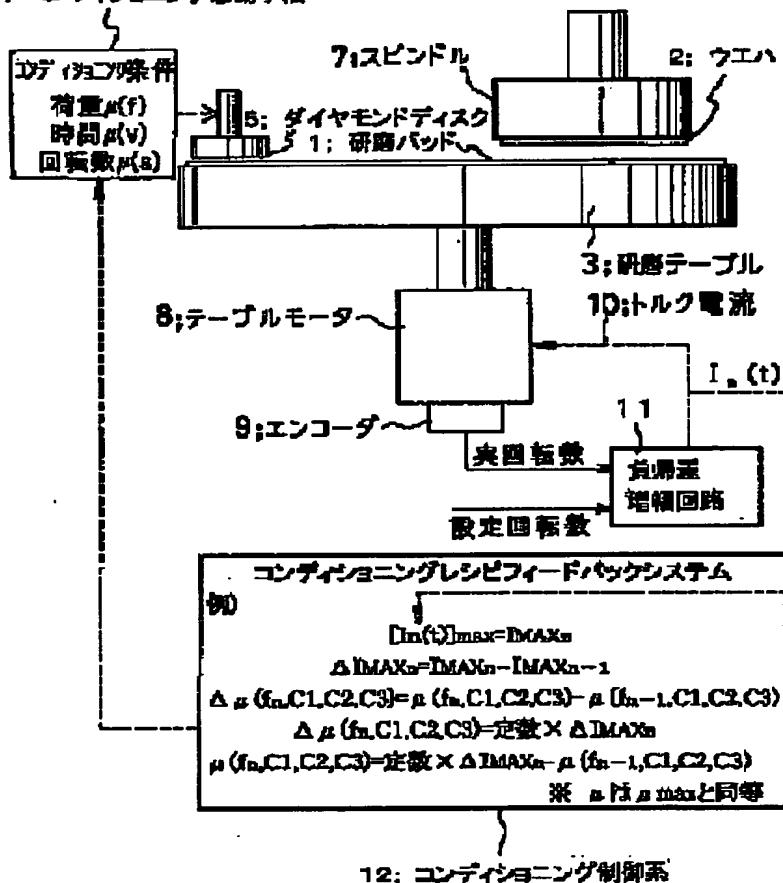 コンディショニング条件
荷重μ(f)
時間μ(v)
回転数μ(s)
7;スピンドル
2; ウエハ
5; ダイヤモンドディスク
1; 研磨パッド
3;研磨テーブル
8;テーブルモータ
10;トルク電流
In(t)
9;エンコーダ
11
実回転数
負帰還
増幅回路
設定回転数
コンディショニングレシピフィードバックシステム
例)
[In(t)]max=IMAXn
ΔIMAXn=IMAXn-IMAXn-1
Δμ(fn,C1,C2,C3)=μ(fn,C1,C2,C3)-μ(fn-1,C1,C2,C3)
Δμ(fn,C1,C2,C3)=定数×ΔIMAXn
μ(fn,C1,C2,C3)=定数×ΔIMAXn-μ(fn-1,C1,C2,C3)
※ μはμmaxと同等
12; コンディショニング制御系